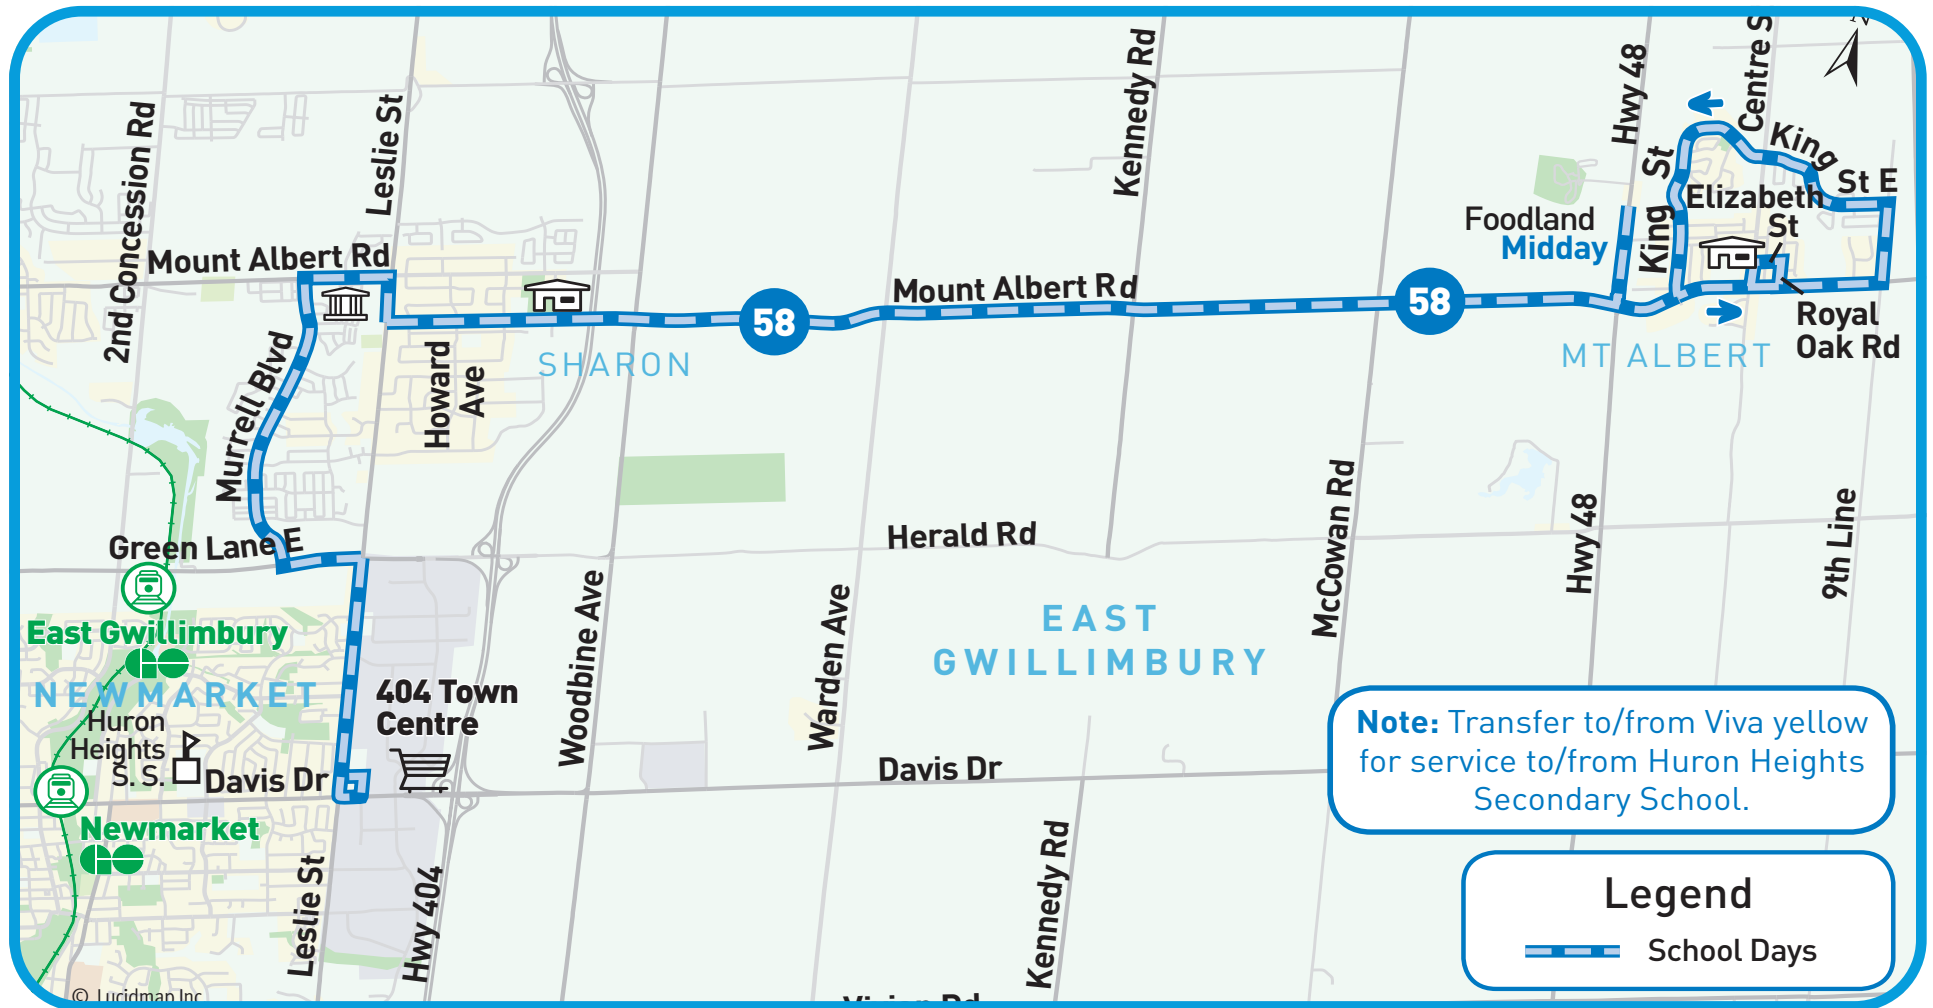 N
Centre S
Hwy 48
Kennedy Rd
Leslie St
2nd Concession Rd
King
St E
King St
Elizabeth
St
Foodland
Midday
Mount Albert Rd
Mount Albert Rd
58
58
Royal
Oak Rd
SHARON
MT ALBERT
Howard
Ave
Murrell Blvd
Green Lane E
Herald Rd
McCowan Rd
Hwy 48
9th Line
East Gwillimbury
GO
NEWMARKET
Huron
Heights
S. S.
404 Town
Centre
Woodbine Ave
Warden Ave
EAST
GWILLIMBURY
Davis Dr
Davis Dr
Newmarket
GO
Leslie St
Hwy 404
Kennedy Rd
Note: Transfer to/from Viva yellow
for service to/from Huron Heights
Secondary School.
Legend
School Days
© Lucidmap Inc